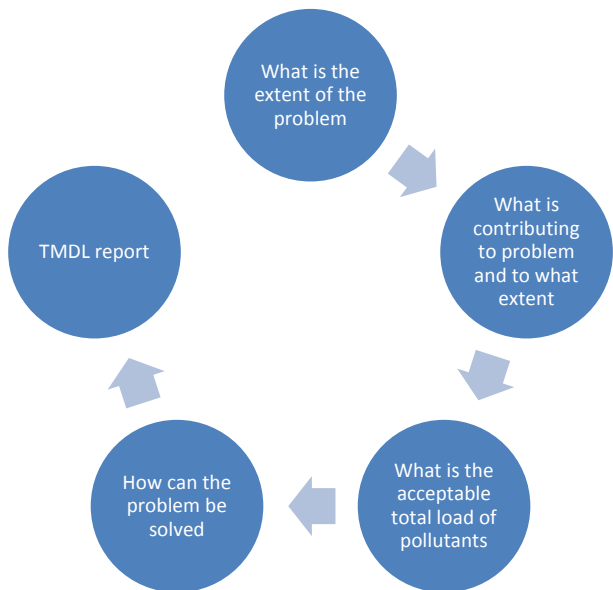 What is the
extent of the
problem
What is
contributing
to problem
and to what
extent
What is the
acceptable
total load of
pollutants
How can the
problem be
solved
TMDL report